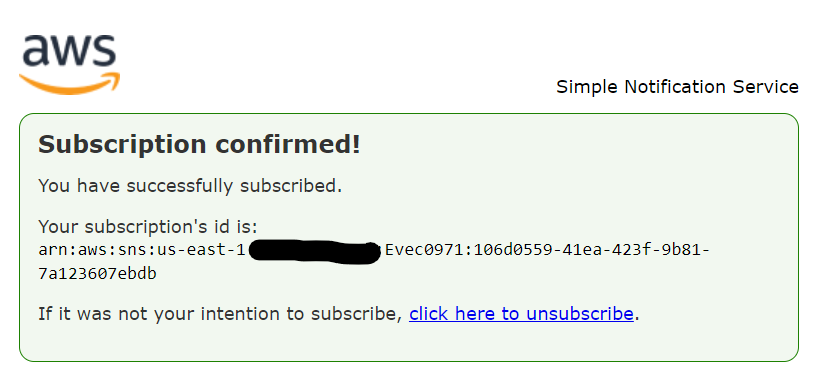 aws
Simple Notification Service
Subscription confirmed!
You have successfully subscribed.
Your subscription's id is:
arn:aws:sns:us-east-1 :Evec0971:106d0559-41ea-423f-9b81-
7a123607ebdb
If it was not your intention to subscribe, click here to unsubscribe.